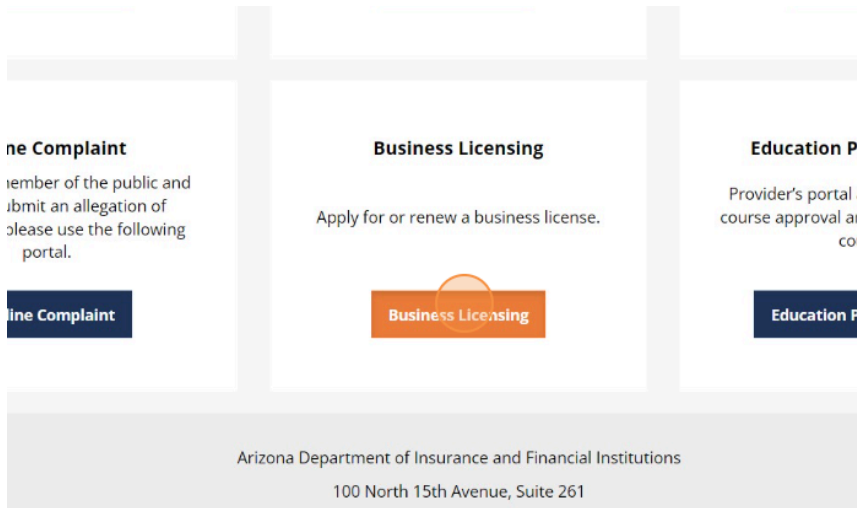 ne Complaint
ember of the public and
ubmit an allegation of
please use the following
portal.
line Complaint
Business Licensing
Apply for or renew a business license.
Business Licensing
Education P
Provider's portal
course approval a
co
Education P
Arizona Department of Insurance and Financial Institutions
100 North 15th Avenue, Suite 261